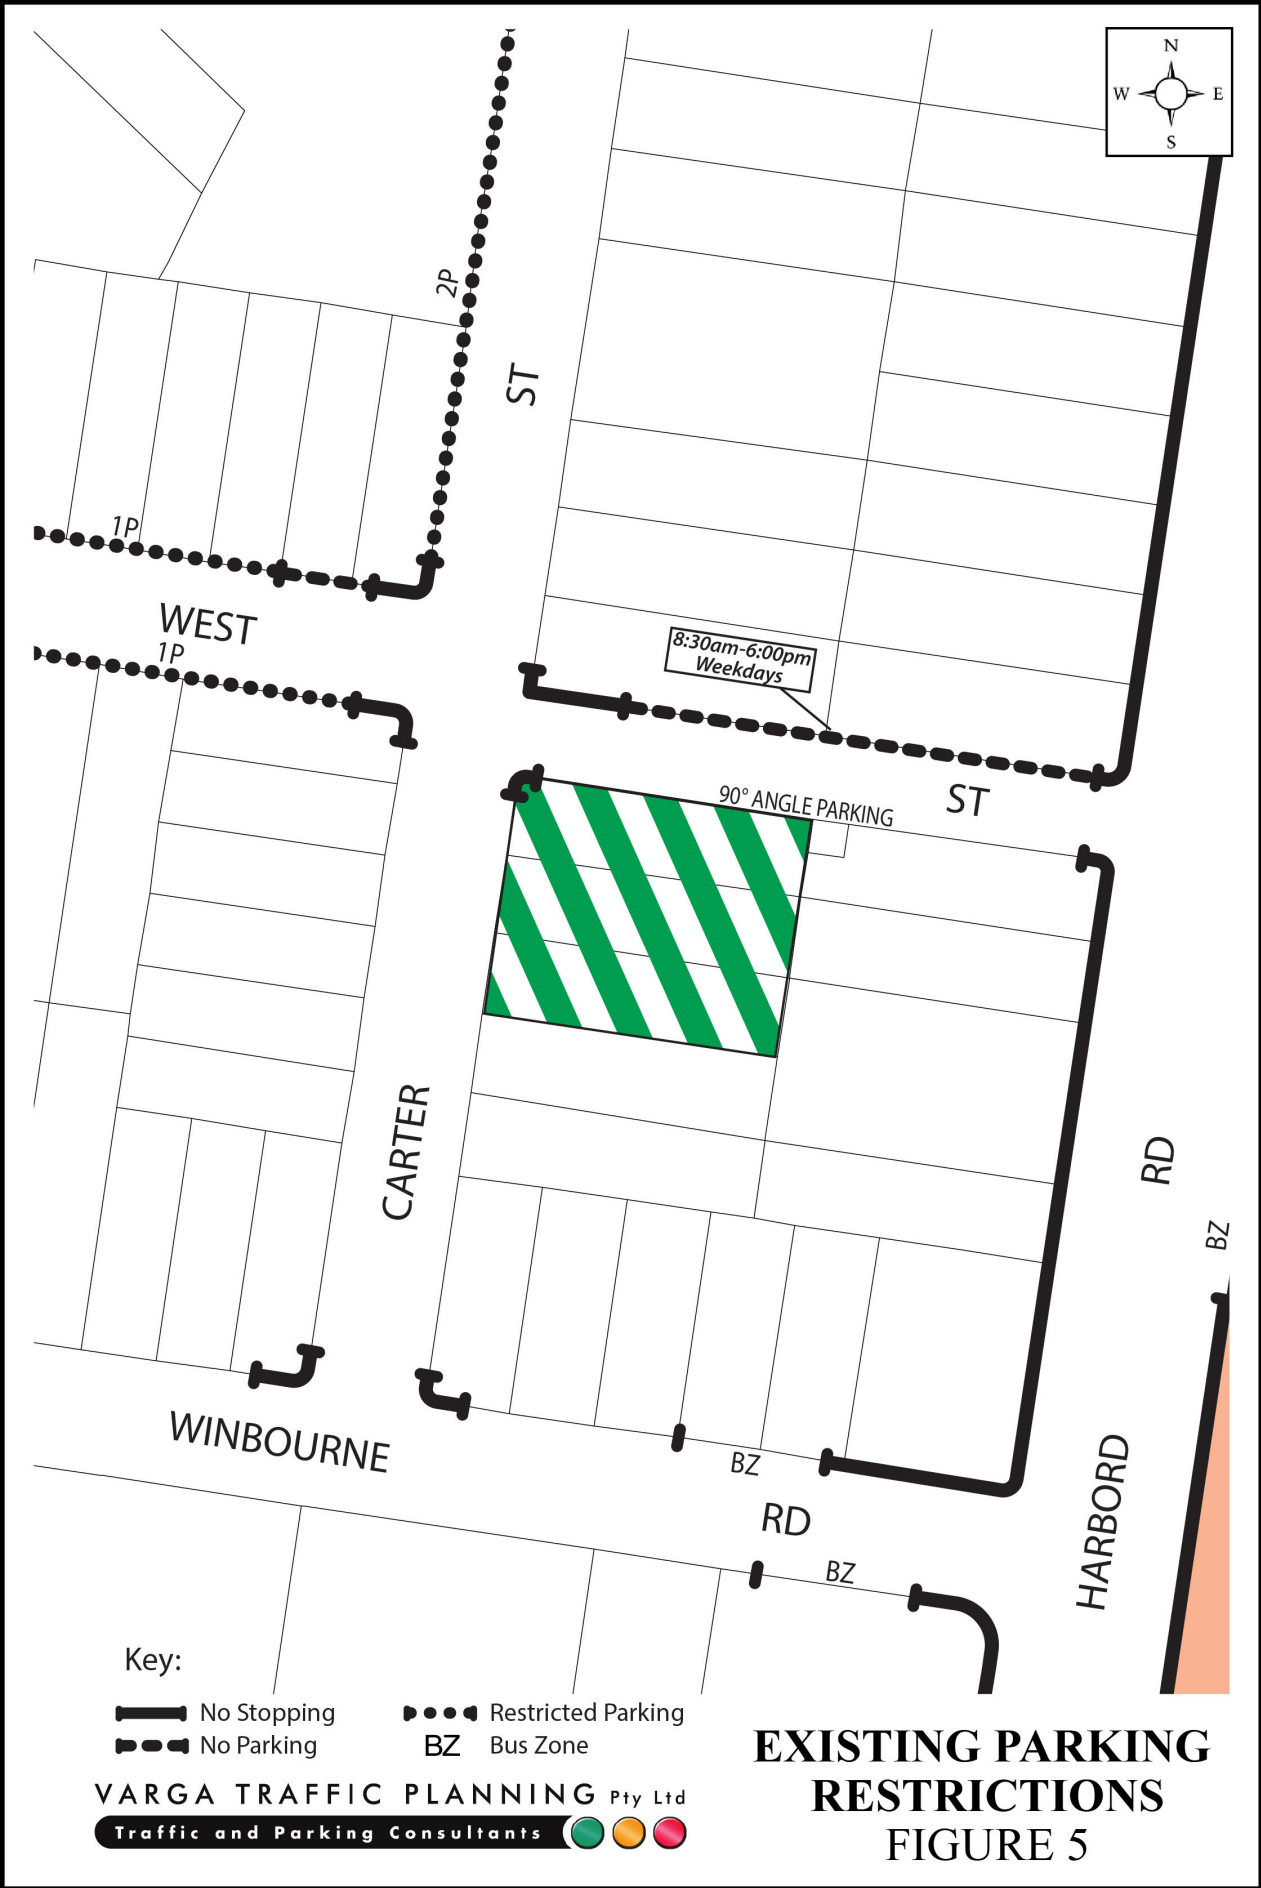 N
W E
S
2P
ST
1P
WEST
1P
8:30am-6:00pm
Weekdays
90° ANGLE PARKING
ST
CARTER
RD
BZ
WINBOURNE
BZ
RD
BZ
HARBORD
Key:
No Stopping
Restricted Parking
No Parking
BZ Bus Zone
VARGA TRAFFIC PLANNING Pty Ltd
Traffic and Parking Consultants
EXISTING PARKING
RESTRICTIONS
FIGURE 5